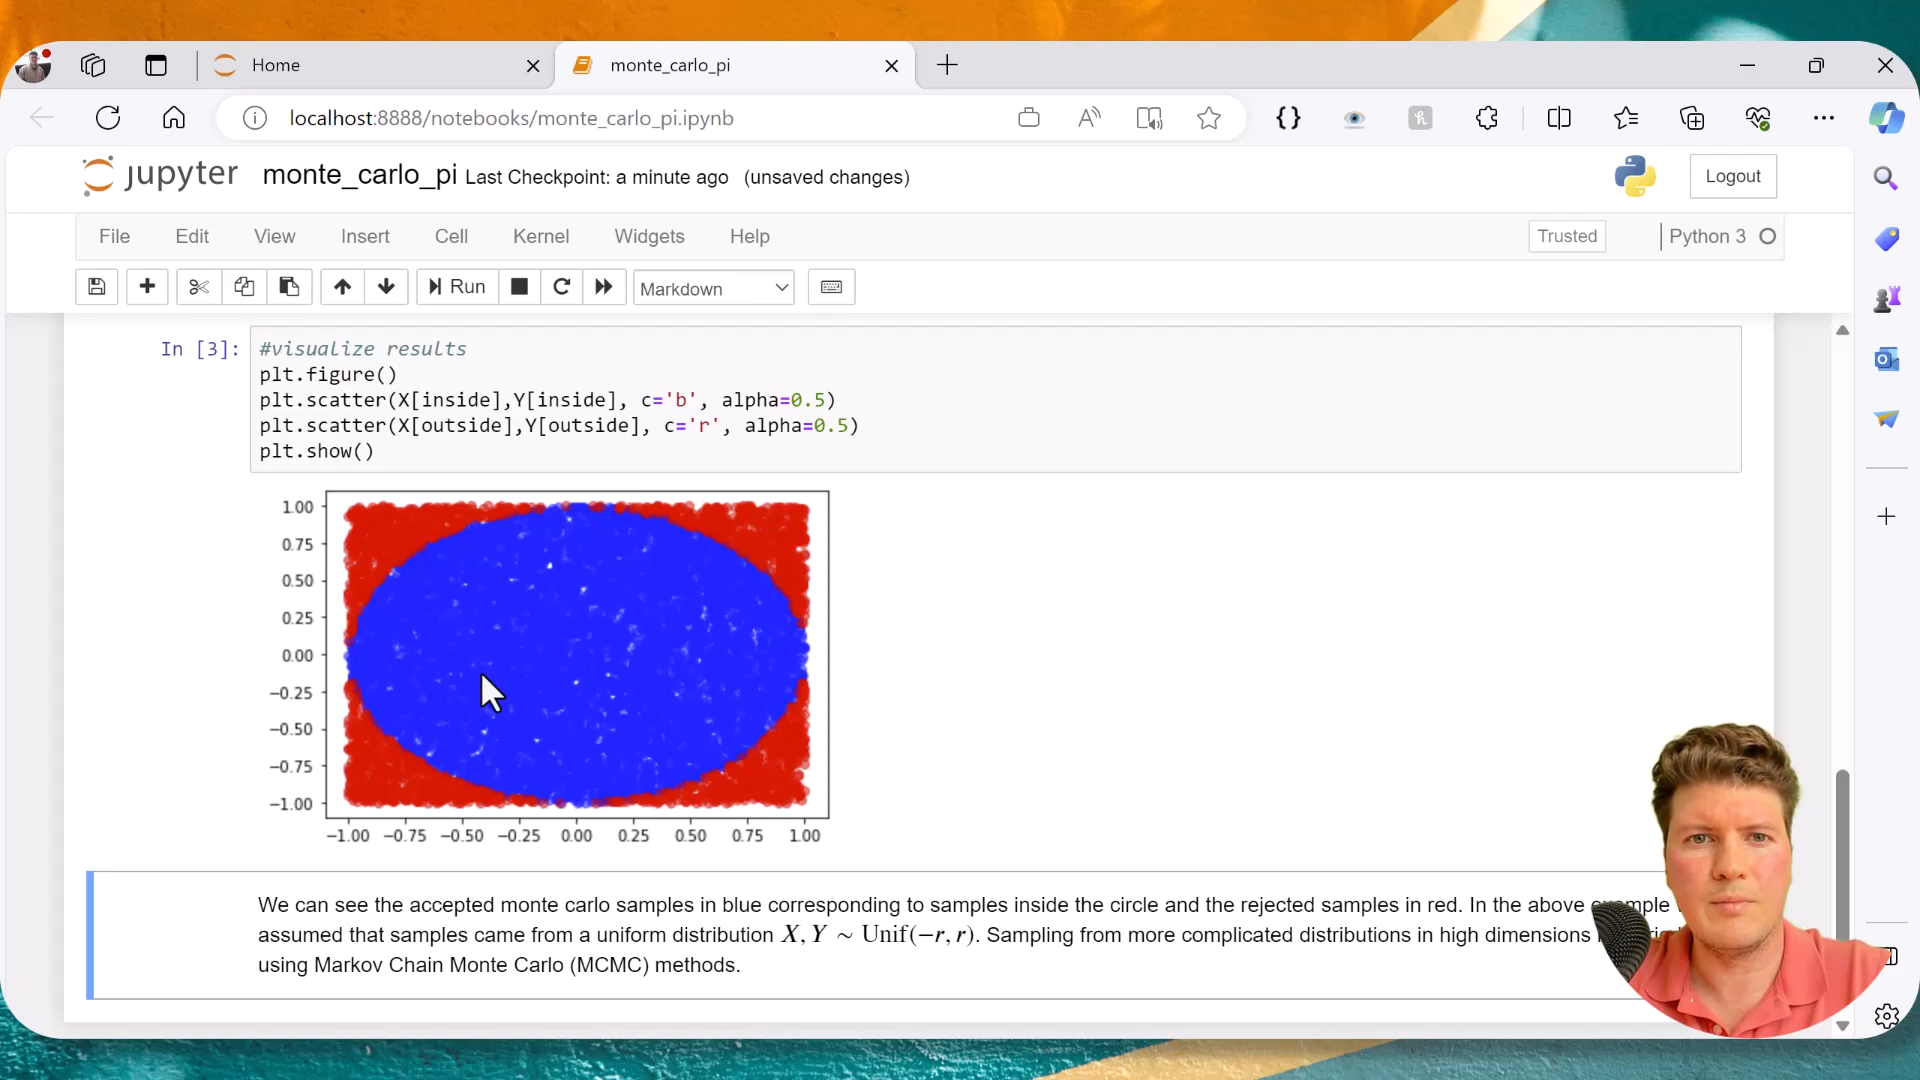 Home
monte_carlo_pi
localhost:8888/notebooks/monte_carlo_pi.ipynb
jupyter monte_carlo_pi Last Checkpoint: a minute ago (unsaved changes)
Logout
File Edit View Insert Cell Kernel Widgets Help
Trusted
Python 3
Run
Markdown
In [3]:
#visualize results
plt.figure()
plt.scatter(X[inside],Y[inside], c='b', alpha=0.5)
plt.scatter(X[outside],Y[outside], c='r', alpha=0.5)
plt.show()
1.00
0.75
0.50
0.25
0.00
−0.25
−0.50
−0.75
−1.00
−1.00 −0.75 −0.50 −0.25 0.00 0.25 0.50 0.75 1.00
We can see the accepted monte carlo samples in blue corresponding to samples inside the circle and the rejected samples in red. In the above
assumed that samples came from a uniform distribution X, Y ∼ Unif(−r, r). Sampling from more complicated distributions in high dimensions
using Markov Chain Monte Carlo (MCMC) methods.